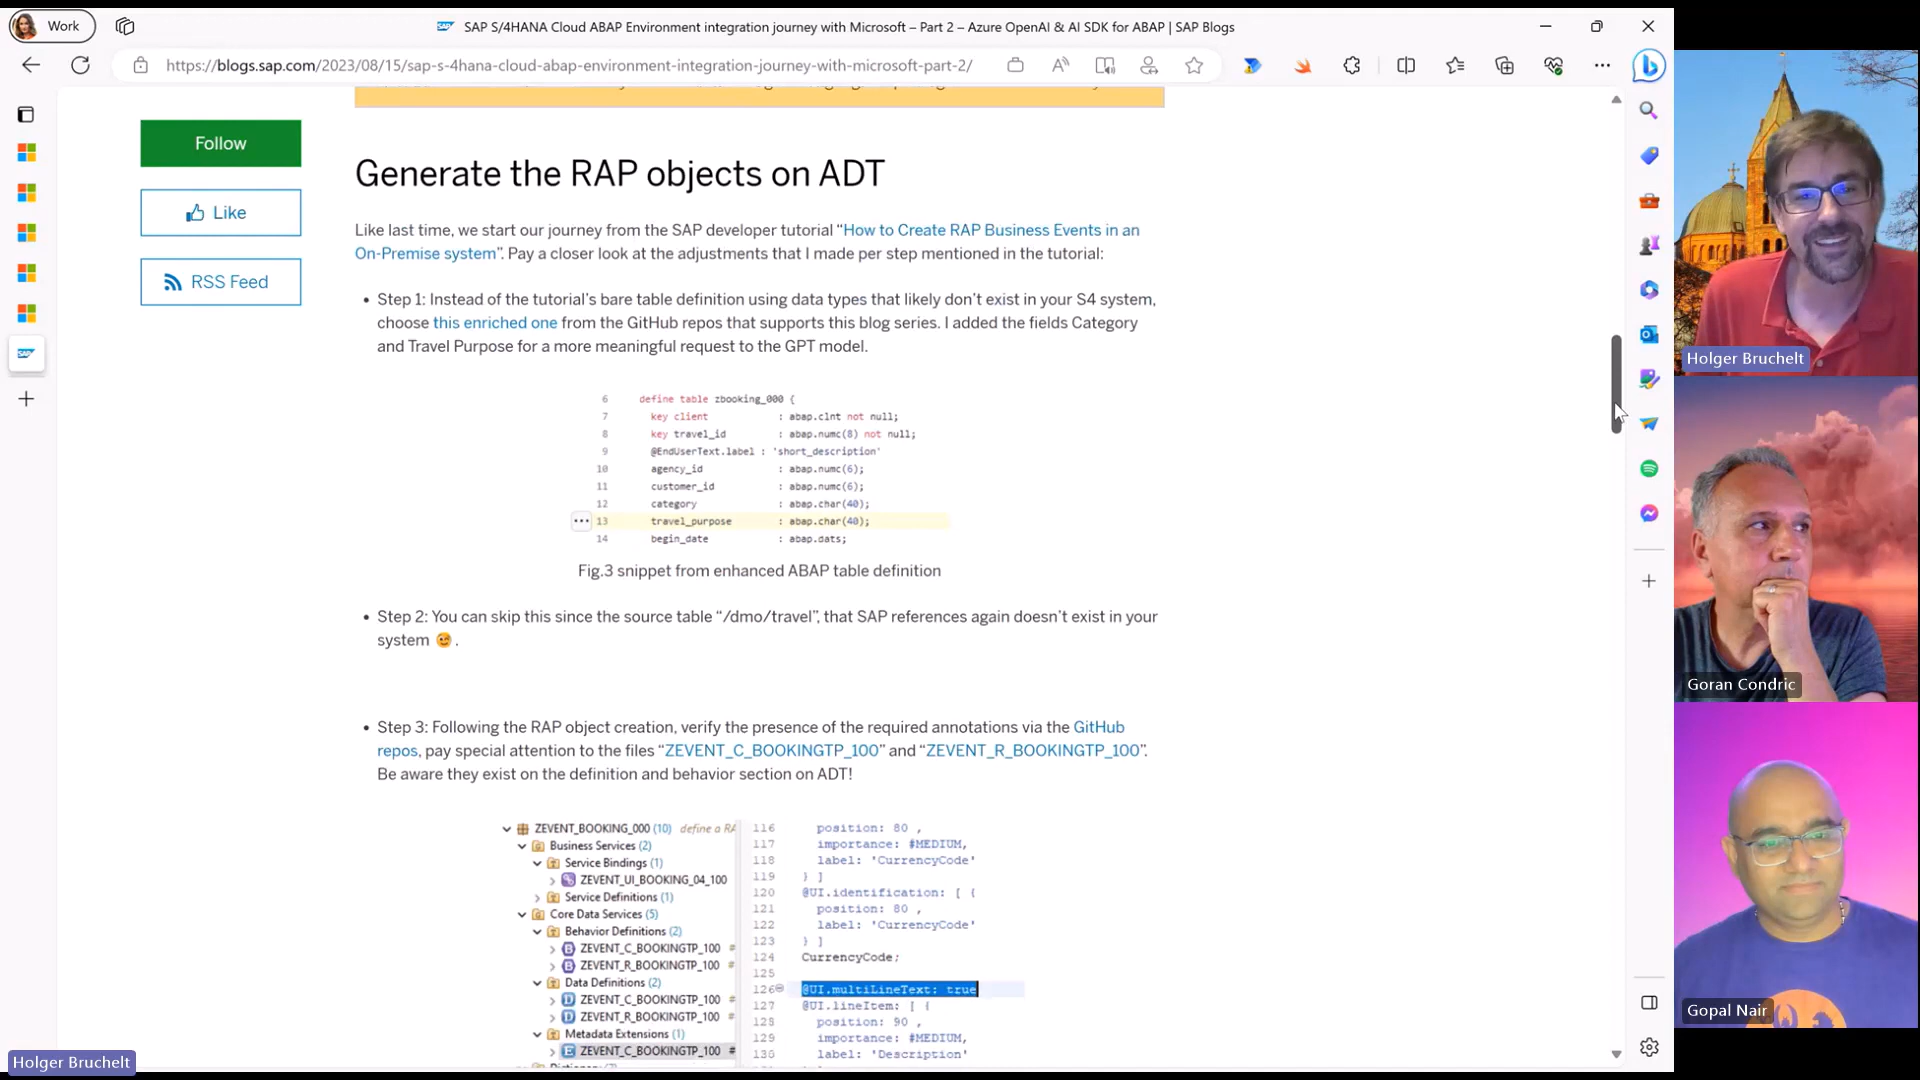 Work
SAP S/4HANA Cloud ABAP Environment integration journey with Microsoft – Part 2 – Azure OpenAI & AI SDK for ABAP | SAP Blogs
https://blogs.sap.com/2023/08/15/sap-s-4hana-cloud-abap-environment-integration-journey-with-microsoft-part-2/
Follow
Like
RSS Feed
Generate the RAP objects on ADT
Like last time, we start our journey from the SAP developer tutorial “How to Create RAP Business Events in an
On-Premise system”. Pay a closer look at the adjustments that I made per step mentioned in the tutorial:
• Step 1: Instead of the tutorial’s bare table definition using data types that likely don’t exist in your S4 system,
choose this enriched one from the GitHub repos that supports this blog series. I added the fields Category
and Travel Purpose for a more meaningful request to the GPT model.
6 define table zbooking_000 {
7 key client : abap.clnt not null;
8 key travel_id : abap.numc(8) not null;
9 @EndUserText.label : 'short_description'
10 agency_id : abap.numc(6);
11 customer_id : abap.numc(6);
12 category : abap.char(40);
13 travel_purpose : abap.char(40);
14 begin_date : abap.dats;
Fig.3 snippet from enhanced ABAP table definition
• Step 2: You can skip this since the source table “/dmo/travel”, that SAP references again doesn’t exist in your
system 😉 .
• Step 3: Following the RAP object creation, verify the presence of the required annotations via the GitHub
repos, pay special attention to the files “ZEVENT_C_BOOKINGTP_100” and “ZEVENT_R_BOOKINGTP_100”.
Be aware they exist on the definition and behavior section on ADT!
ZEVENT_BOOKING_000 (10) define a RA
Business Services (2)
Service Bindings (1)
ZEVENT_UI_BOOKING_04_100
Service Definitions (1)
Core Data Services (5)
Behavior Definitions (2)
ZEVENT_C_BOOKINGTP_100
ZEVENT_R_BOOKINGTP_100
Data Definitions (2)
ZEVENT_C_BOOKINGTP_100
ZEVENT_R_BOOKINGTP_100
Metadata Extensions (1)
ZEVENT_C_BOOKINGTP_100
116 position: 80 ,
117 importance: #MEDIUM,
118 label: 'CurrencyCode'
119 } ]
120 @UI.identification: [ {
121 position: 80 ,
122 label: 'CurrencyCode'
123 } ]
124 CurrencyCode;
125
126 @UI.multiLineText: true
127 @UI.lineItem: [ {
128 position: 90 ,
129 importance: #MEDIUM,
130 label: 'Description'
Holger Bruchelt
Goran Condric
Gopal Nair
Holger Bruchelt